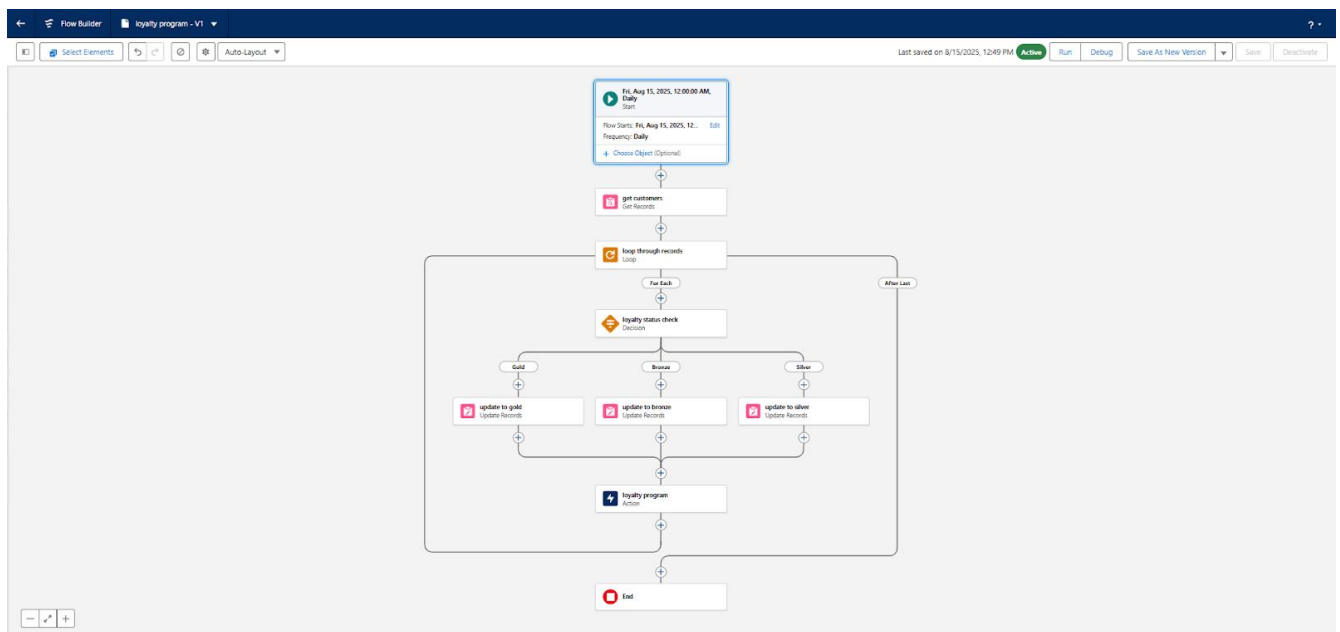 Flow Builder
loyalty program - V1
?
Select Elements
Auto-Layout
Last saved on 8/15/2025, 12:49 PM
Active
Run
Debug
Save As New Version
Save
Deactivate
Fri, Aug 15, 2025, 12:00:00 AM,
Daily
Start
Flow Starts: Fri, Aug 15, 2025, 12...
Edit
Frequency: Daily
+ Choose Object (Optional)
get customers
Get Records
loop through records
Loop
For Each
After Last
loyalty status check
Decision
Gold
Bronze
Silver
update to gold
Update Records
update to bronze
Update Records
update to silver
Update Records
loyalty program
Action
End